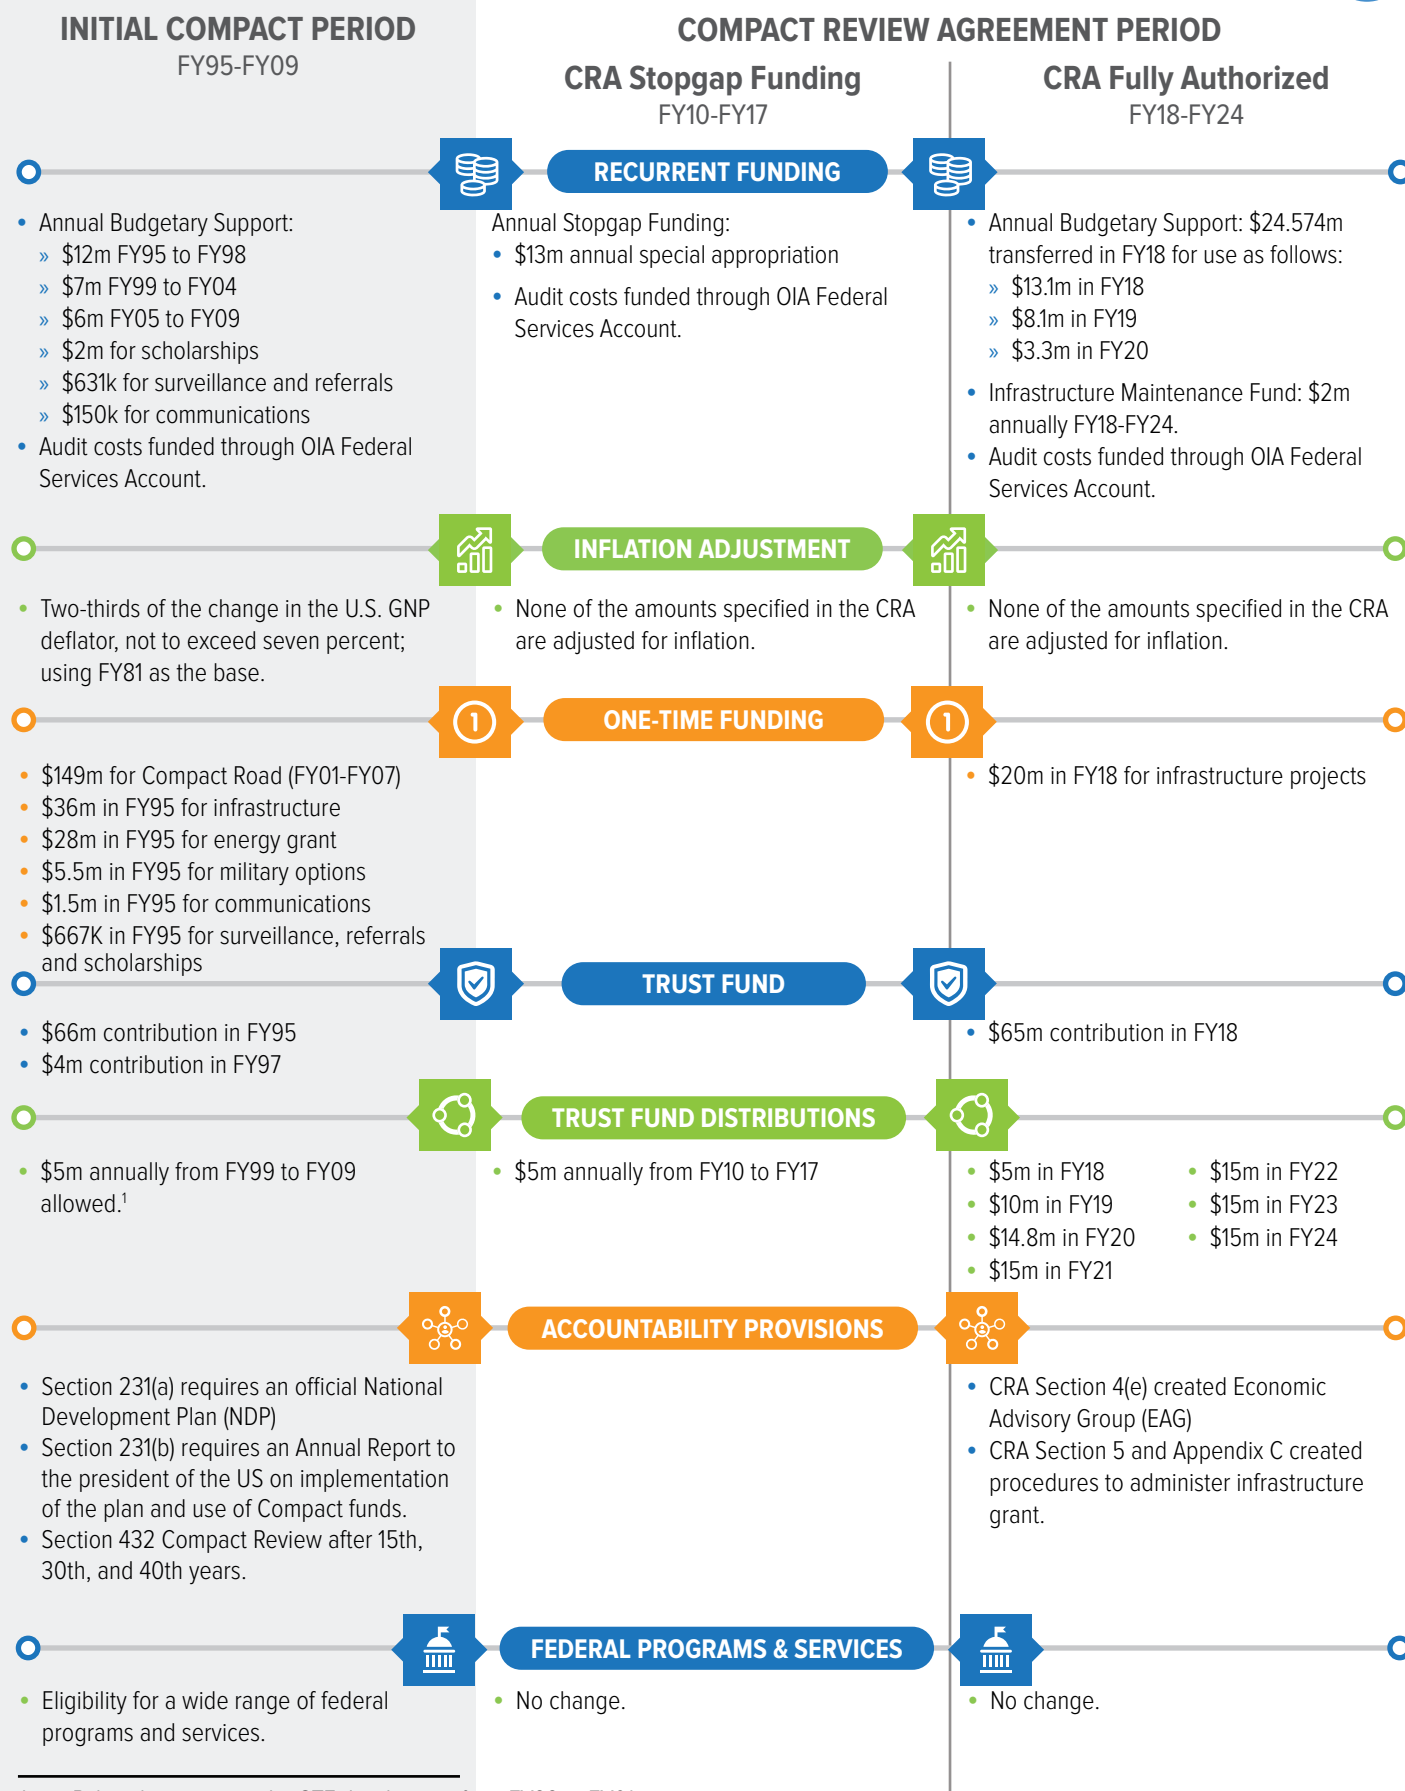 INITIAL COMPACT PERIOD
FY95-FY09
COMPACT REVIEW AGREEMENT PERIOD
CRA Stopgap Funding
FY10-FY17
CRA Fully Authorized
FY18-FY24
RECURRENT FUNDING
• Annual Budgetary Support:
» $12m FY95 to FY98
» $7m FY99 to FY04
» $6m FY05 to FY09
» $2m for scholarships
» $631k for surveillance and referrals
» $150k for communications
• Audit costs funded through OIA Federal
Services Account.
Annual Stopgap Funding:
• $13m annual special appropriation
• Audit costs funded through OIA Federal
Services Account.
• Annual Budgetary Support: $24.574m
transferred in FY18 for use as follows:
» $13.1m in FY18
» $8.1m in FY19
» $3.3m in FY20
• Infrastructure Maintenance Fund: $2m
annually FY18-FY24.
• Audit costs funded through OIA Federal
Services Account.
INFLATION ADJUSTMENT
• Two-thirds of the change in the U.S. GNP
deflator, not to exceed seven percent;
using FY81 as the base.
• None of the amounts specified in the CRA
are adjusted for inflation.
• None of the amounts specified in the CRA
are adjusted for inflation.
1
ONE-TIME FUNDING
1
• $149m for Compact Road (FY01-FY07)
• $36m in FY95 for infrastructure
• $28m in FY95 for energy grant
• $5.5m in FY95 for military options
• $1.5m in FY95 for communications
• $667K in FY95 for surveillance, referrals
and scholarships
• $20m in FY18 for infrastructure projects
TRUST FUND
• $66m contribution in FY95
• $4m contribution in FY97
• $65m contribution in FY18
TRUST FUND DISTRIBUTIONS
• $5m annually from FY99 to FY09
allowed.¹
• $5m annually from FY10 to FY17
• $5m in FY18
• $10m in FY19
• $14.8m in FY20
• $15m in FY21
• $15m in FY22
• $15m in FY23
• $15m in FY24
ACCOUNTABILITY PROVISIONS
• Section 231(a) requires an official National
Development Plan (NDP)
• Section 231(b) requires an Annual Report to
the president of the US on implementation
of the plan and use of Compact funds.
• Section 432 Compact Review after 15th,
30th, and 40th years.
• CRA Section 4(e) created Economic
Advisory Group (EAG)
• CRA Section 5 and Appendix C created
procedures to administer infrastructure
grant.
FEDERAL PROGRAMS & SERVICES
• Eligibility for a wide range of federal
programs and services.
• No change.
• No change.